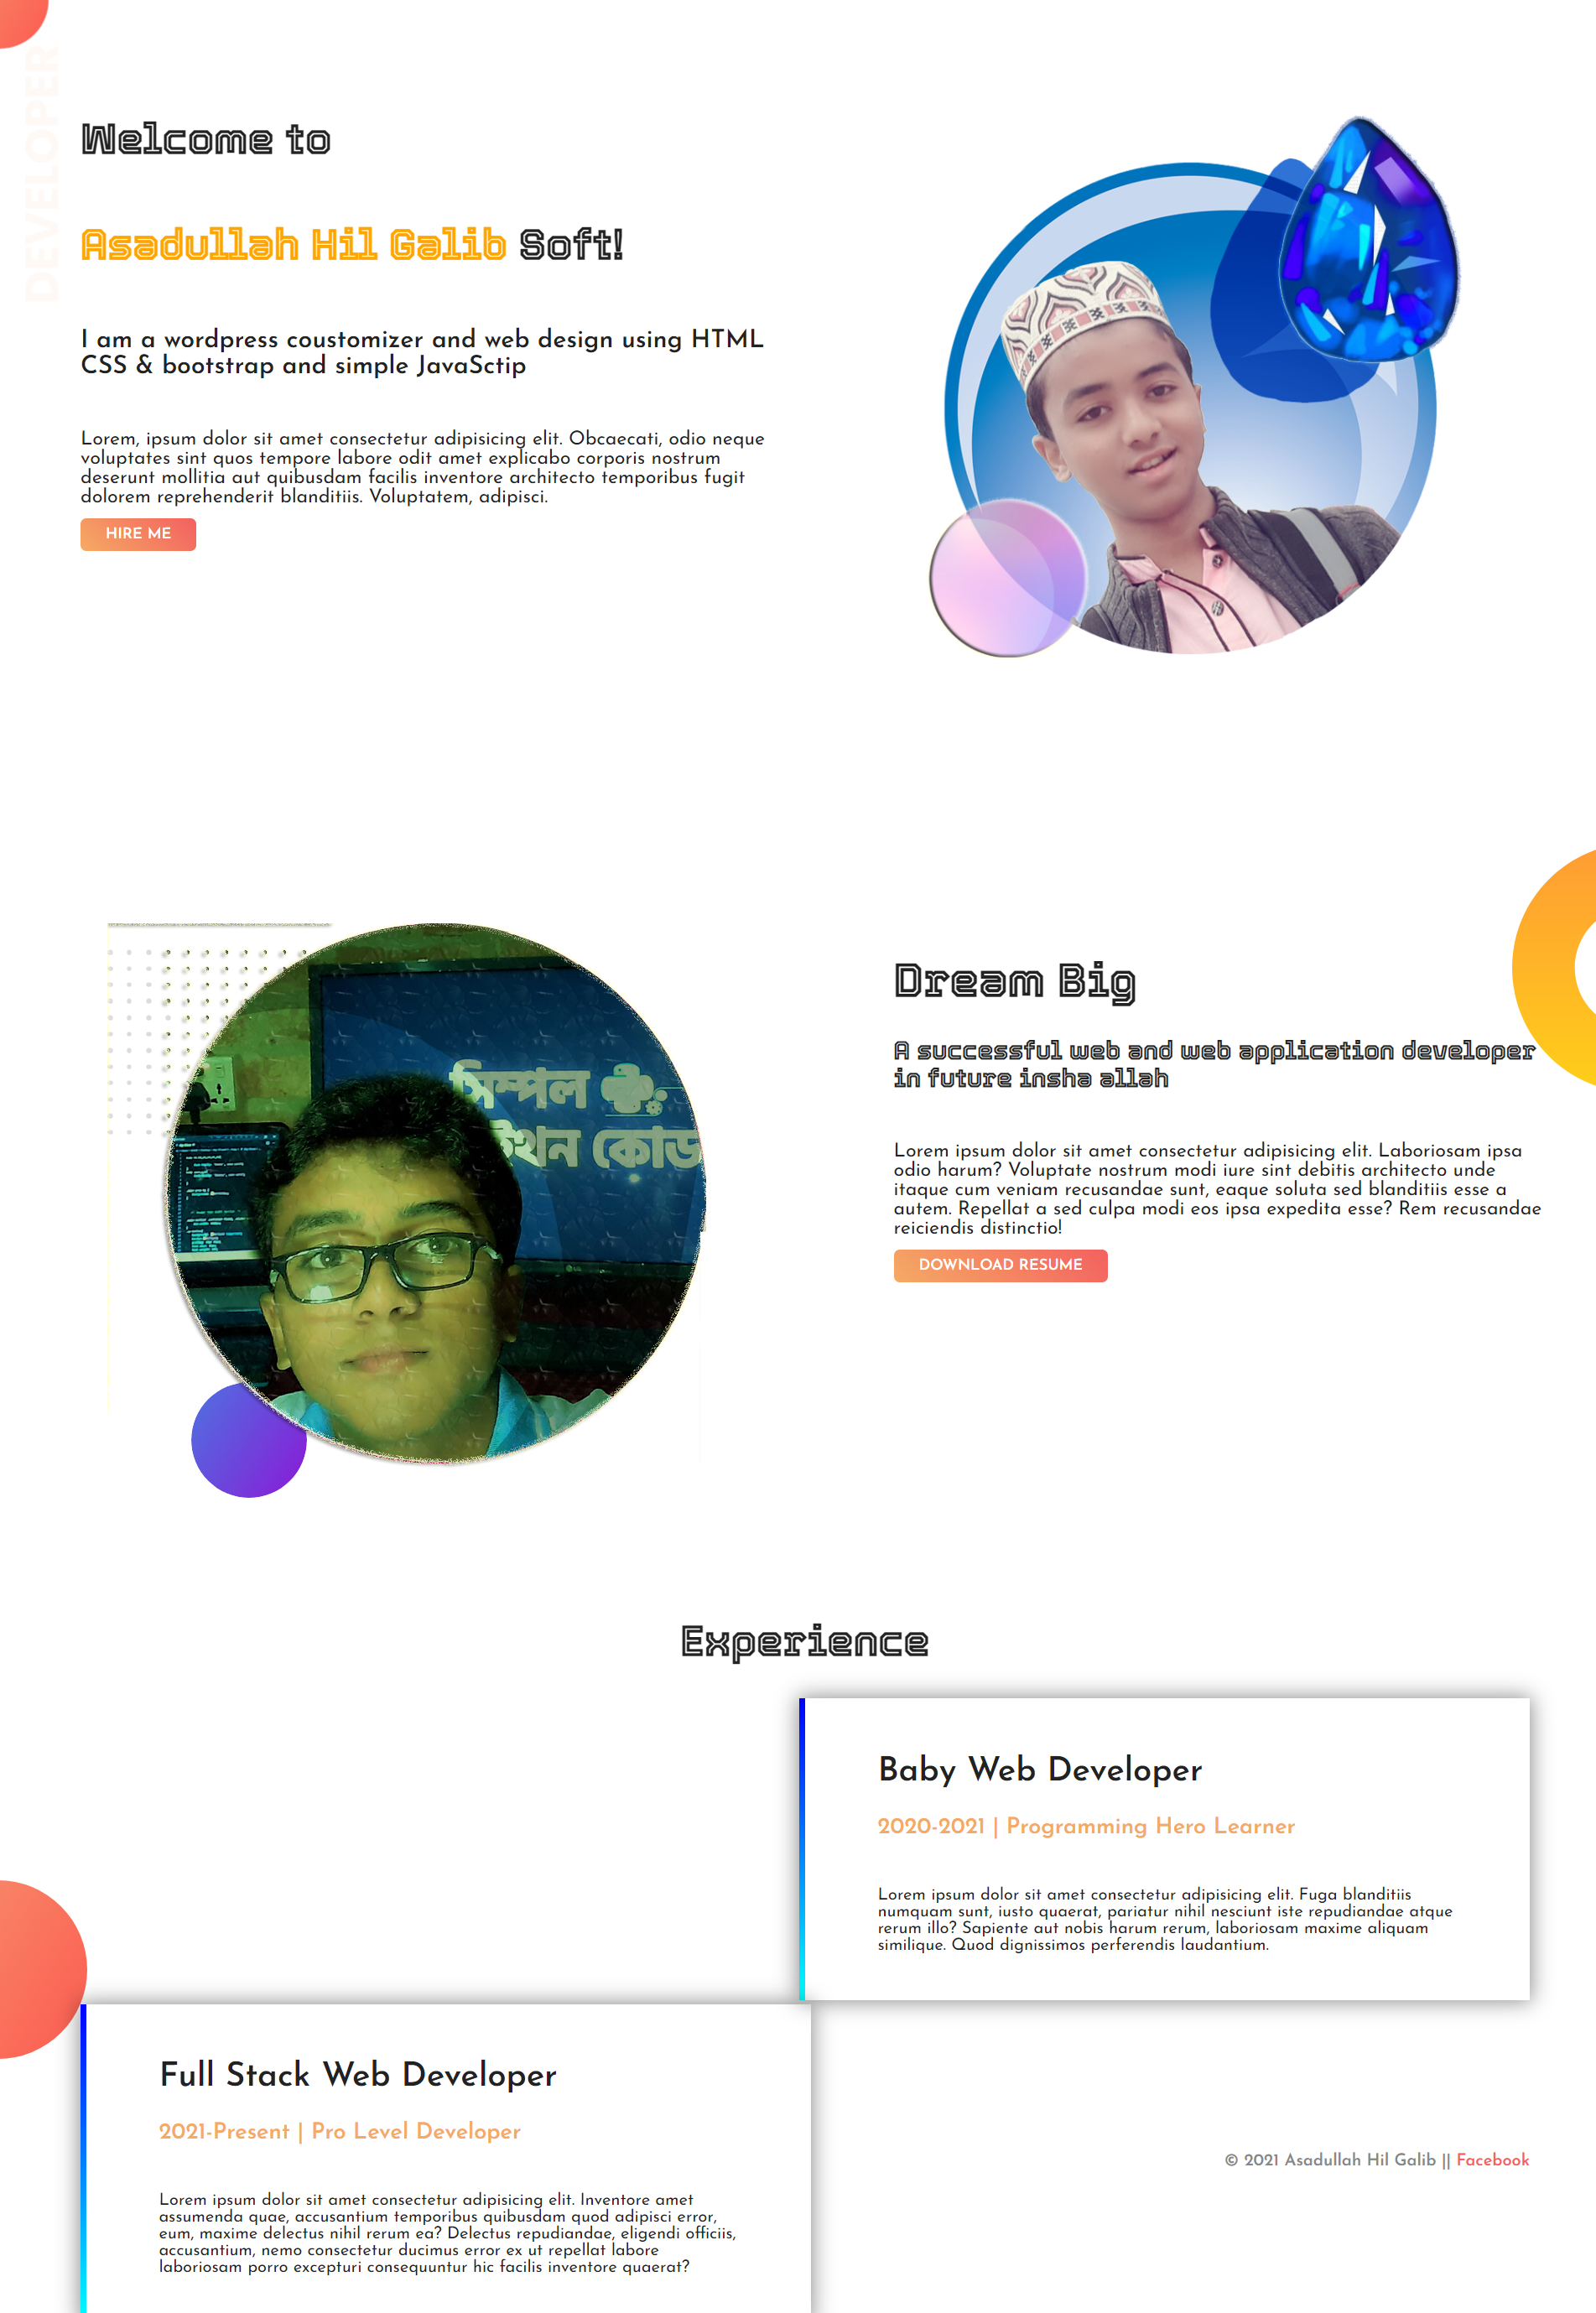 DEVELOPER
Welcome to
Asadullah Hil Galib Soft!
I am a wordpress coustomizer and web design using HTML
CSS & bootstrap and simple JavaSctip
Lorem, ipsum dolor sit amet consectetur adipisicing elit. Obcaecati, odio neque
voluptates sint quos tempore labore odit amet explicabo corporis nostrum
deserunt mollitia aut quibusdam facilis inventore architecto temporibus fugit
dolorem reprehenderit blanditiis. Voluptatem, adipisci.
HIRE ME
সিম্পল
কোড
Dream Big
A successful web and web application developer
in future insha allah
Lorem ipsum dolor sit amet consectetur adipisicing elit. Laboriosam ipsa
odio harum? Voluptate nostrum modi iure sint debitis architecto unde
itaque cum veniam recusandae sunt, eaque soluta sed blanditiis esse a
autem. Repellat a sed culpa modi eos ipsa expedita esse? Rem recusandae
reiciendis distinctio!
DOWNLOAD RESUME
Experience
Baby Web Developer
2020-2021 | Programming Hero Learner
Lorem ipsum dolor sit amet consectetur adipisicing elit. Fuga blanditiis
numquam sunt, iusto quaerat, pariatur nihil nesciunt iste repudiandae atque
rerum illo? Sapiente aut nobis harum rerum, laboriosam maxime aliquam
similique. Quod dignissimos perferendis laudantium.
Full Stack Web Developer
2021-Present | Pro Level Developer
Lorem ipsum dolor sit amet consectetur adipisicing elit. Inventore amet
assumenda quae, accusantium temporibus quibusdam quod adipisci error,
eum, maxime delectus nihil rerum ea? Delectus repudiandae, eligendi officiis,
accusantium, nemo consectetur ducimus error ex ut repellat labore
laboriosam porro excepturi consequuntur hic facilis inventore quaerat?
© 2021 Asadullah Hil Galib || Facebook